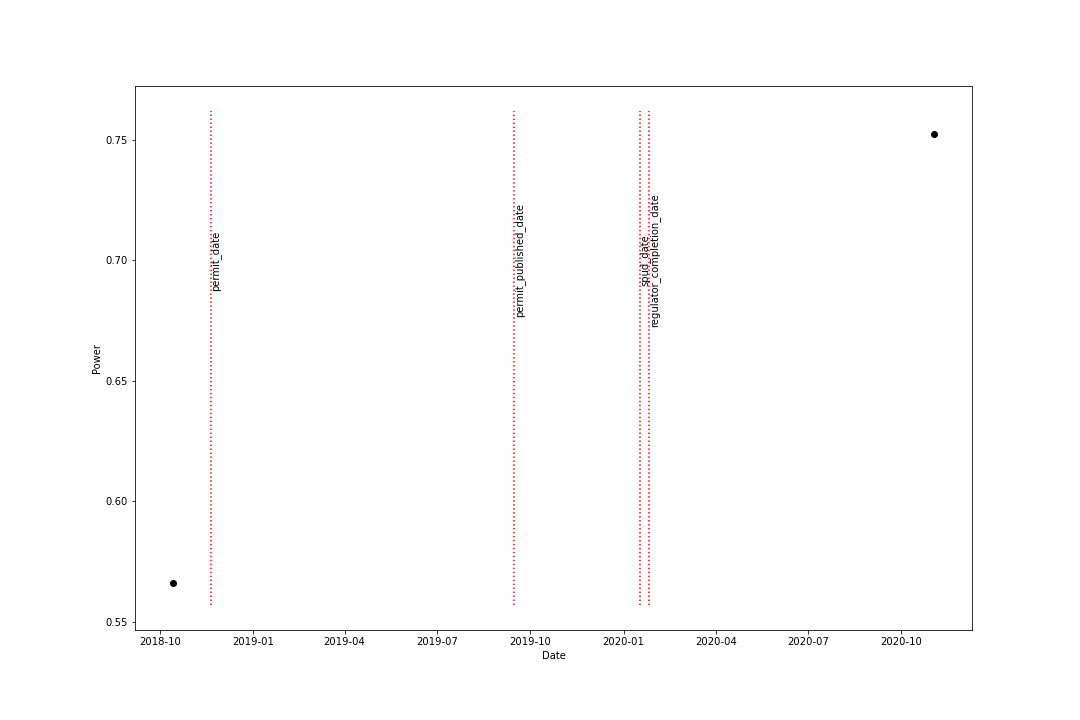 0.75
0.70
0.65
0.60
0.55
Power
permit_date
permit_published_date
spud_date
regulator_completion_date
2018-10
2019-01
2019-04
2019-07
2019-10
2020-01
2020-04
2020-07
2020-10
Date